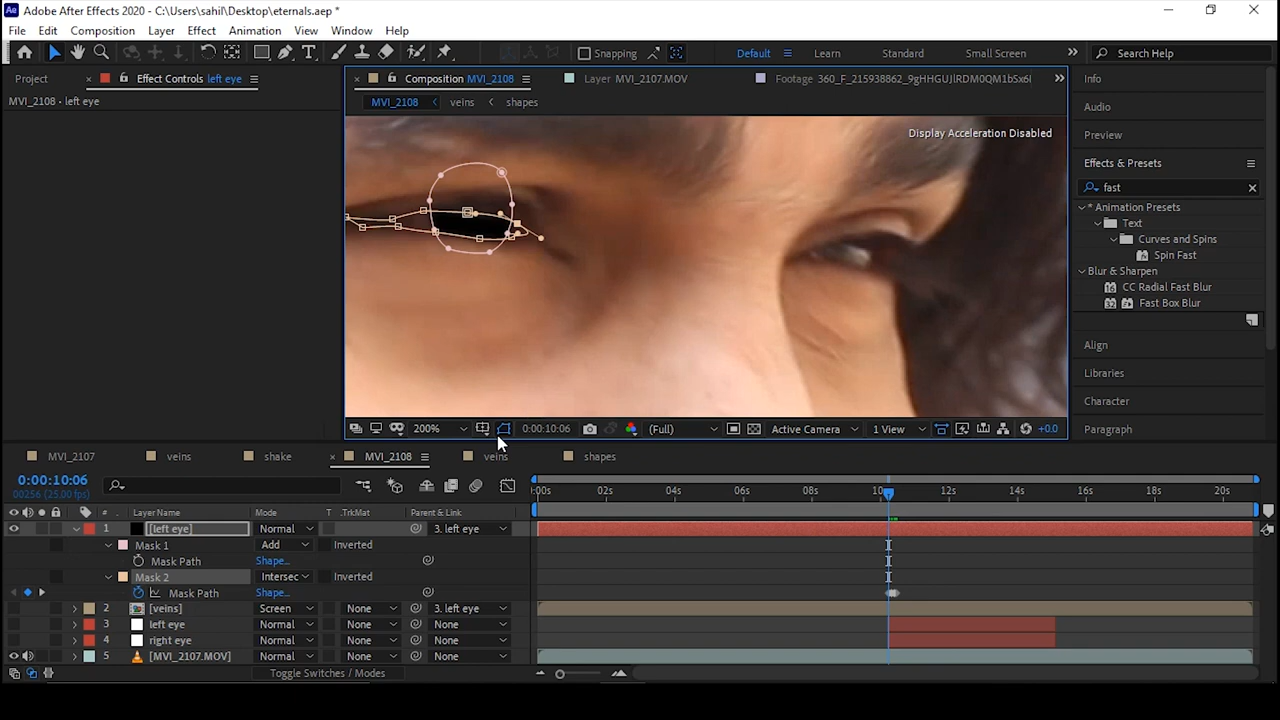 Adobe After Effects 2020 - C:\Users\sahil\Desktop\eternals.aep *
File Edit Composition Layer Effect Animation View Window Help
Snapping Default Learn Standard Small Screen Search Help
Project Effect Controls left eye Composition MVI_2108 Layer MVI_2107.MOV Footage 360_F_215938862_9gHHGUJlRDM0QM1bSx6l Info
MVI_2108 • left eye MVI_2108 veins shapes Audio
Display Acceleration Disabled Preview
Effects & Presets
fast
* Animation Presets
Text
Curves and Spins
Spin Fast
Blur & Sharpen
CC Radial Fast Blur
Fast Box Blur
Align
Libraries
Character
200% 0:00:10:06 (Full) Active Camera 1 View +0.0 Paragraph
MVI_2107 veins shake MVI_2108 veins shapes
0:00:10:06
00256 (25.00 fps)
:00s 02s 04s 06s 08s 10s 12s 14s 16s 18s 20s
# Layer Name Mode T .TrkMat Parent & Link
1 [left eye] Normal 3. left eye
Mask 1 Add Inverted
Mask Path Shape...
Mask 2 Intersec Inverted
Mask Path Shape...
2 [veins] Screen None 3. left eye
3 left eye Normal None None
4 right eye Normal None None
5 [MVI_2107.MOV] Normal None None
Toggle Switches / Modes